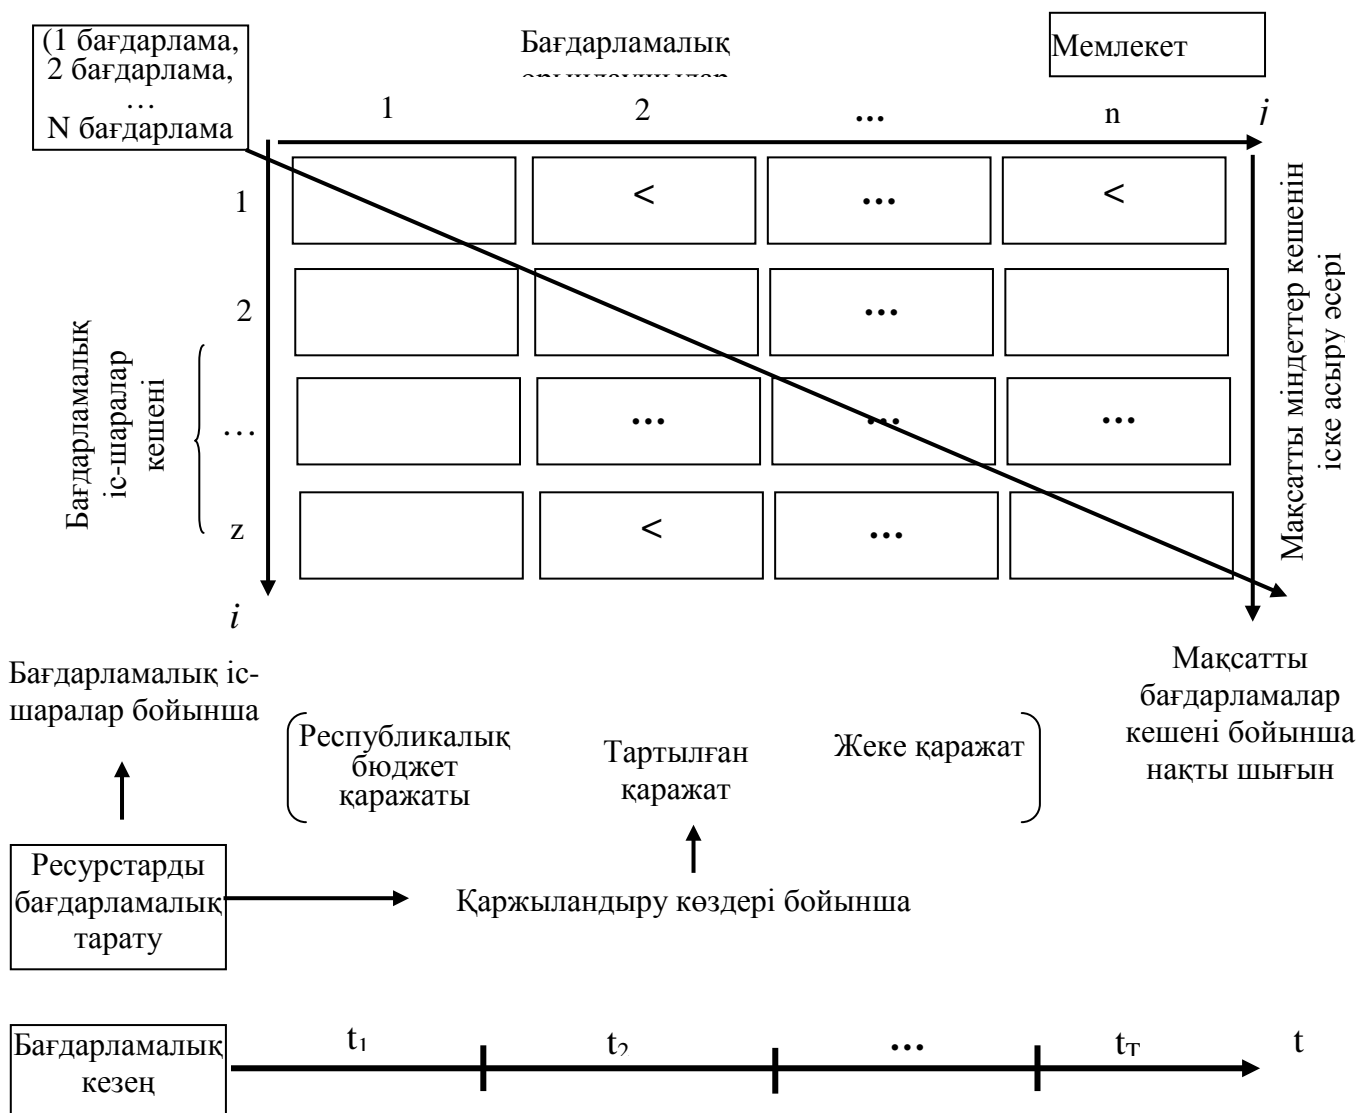 (1 бағдарлама,
2 бағдарлама,
…
N бағдарлама
Бағдарламалық
Мемлекет
1
2
...
n
j
1
<
...
<
2
...
Бағдарламалық
іс-шаралар
кешені
…
...
...
...
z
<
...
i
Мақсатты міндеттер кешенін
іске асыру әсері
Бағдарламалық іс-
шаралар бойынша
Республикалық
бюджет
қаражаты
Тартылған
қаражат
Жеке қаражат
Мақсатты
бағдарламалар
кешені бойынша
нақты шығын
Ресурстарды
бағдарламалық
тарату
Қаржыландыру көздері бойынша
Бағдарламалық
кезең
t₁
t₂
...
tT
t